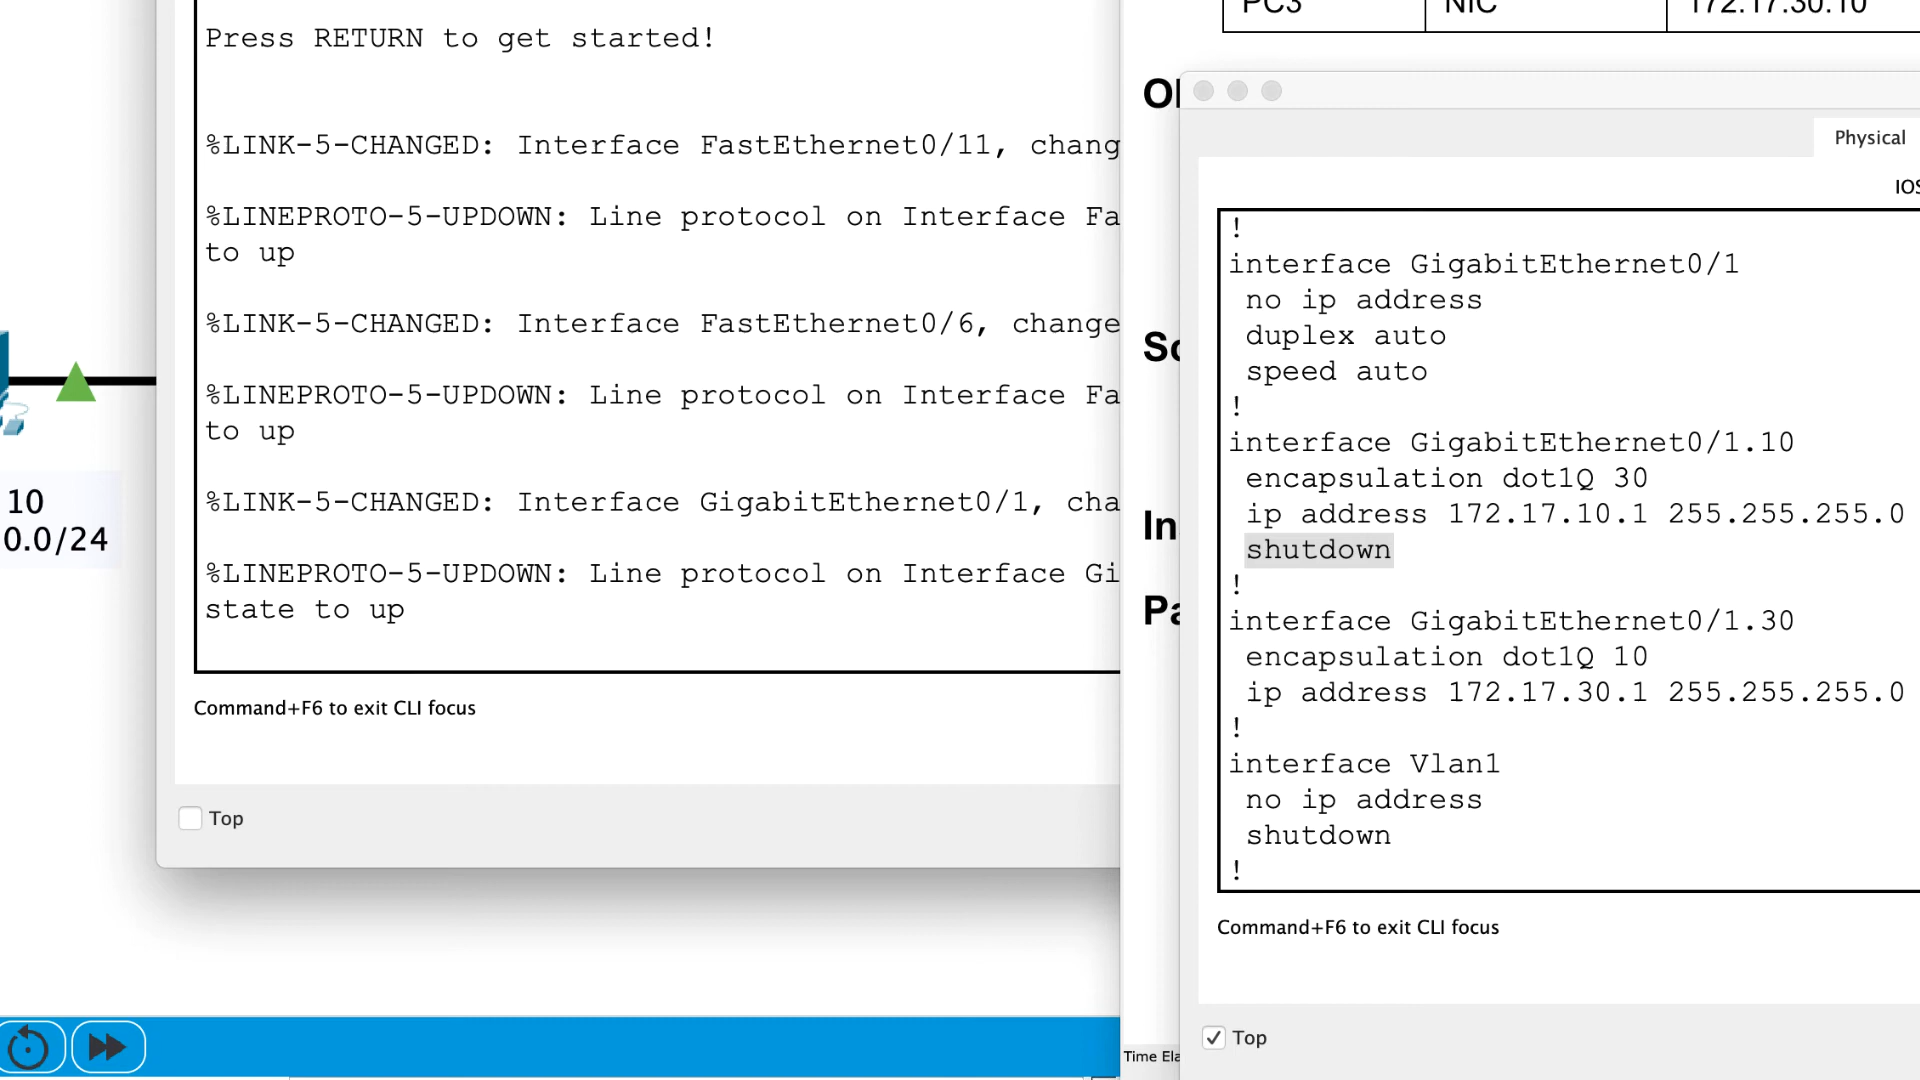 Press RETURN to get started!
%LINK-5-CHANGED: Interface FastEthernet0/11, chang
%LINEPROTO-5-UPDOWN: Line protocol on Interface Fa
to up
%LINK-5-CHANGED: Interface FastEthernet0/6, change
%LINEPROTO-5-UPDOWN: Line protocol on Interface Fa
to up
%LINK-5-CHANGED: Interface GigabitEthernet0/1, cha
%LINEPROTO-5-UPDOWN: Line protocol on Interface Gi
state to up
Command+F6 to exit CLI focus
Top
10
0.0/24
PC3 NIC 172.17.30.10
Sc
In
Pa
Time Ela
Physical
IOS
!
interface GigabitEthernet0/1
no ip address
duplex auto
speed auto
!
interface GigabitEthernet0/1.10
encapsulation dot1Q 30
ip address 172.17.10.1 255.255.255.0
shutdown
!
interface GigabitEthernet0/1.30
encapsulation dot1Q 10
ip address 172.17.30.1 255.255.255.0
!
interface Vlan1
no ip address
shutdown
!
Command+F6 to exit CLI focus
Top